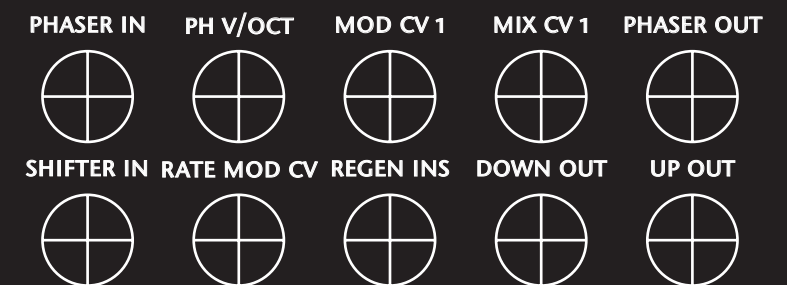 PHASER IN PH V/OCT MOD CV 1 MIX CV 1 PHASER OUT
SHIFTER IN RATE MOD CV REGEN INS DOWN OUT UP OUT